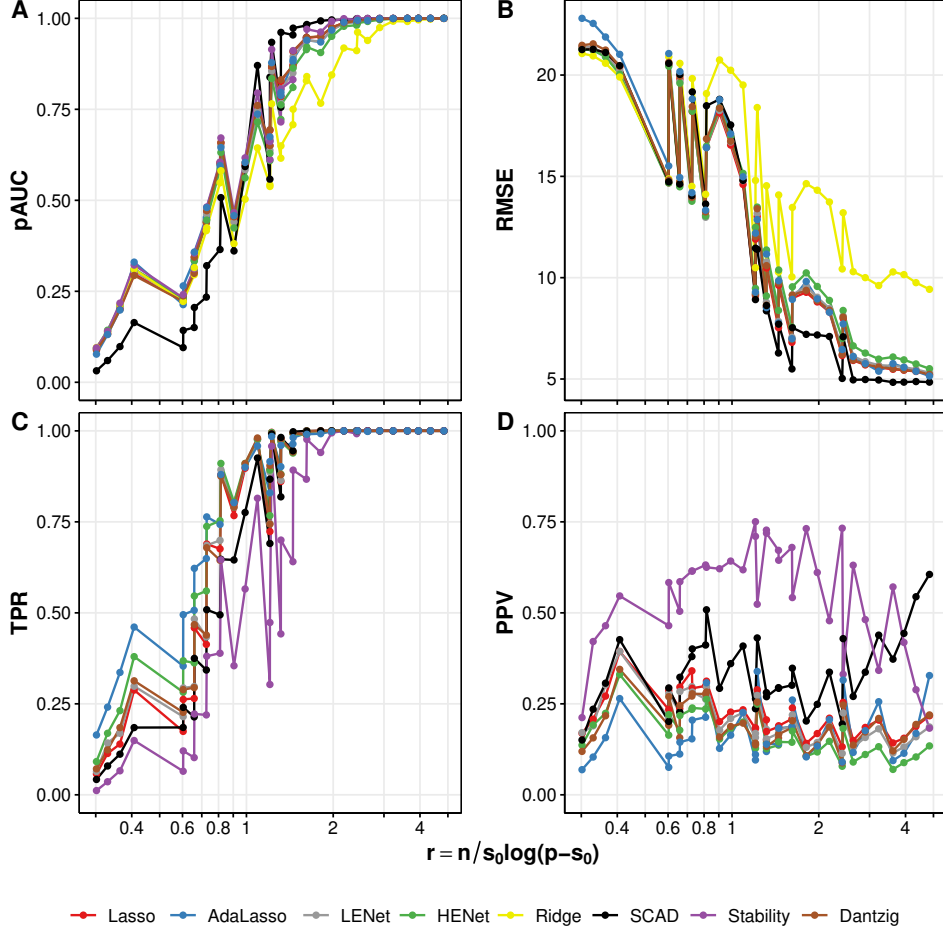 A
B
pAUC
1.00
0.75
0.50
0.25
0.00
RMSE
20
15
10
5
C
D
TPR
1.00
0.75
0.50
0.25
0.00
PPV
1.00
0.75
0.50
0.25
0.00
0.4 0.6 0.8 1 2 4
0.4 0.6 0.8 1 2 4
r = n/s₀log(p−s₀)
Lasso AdaLasso LENet HENet Ridge SCAD Stability Dantzig